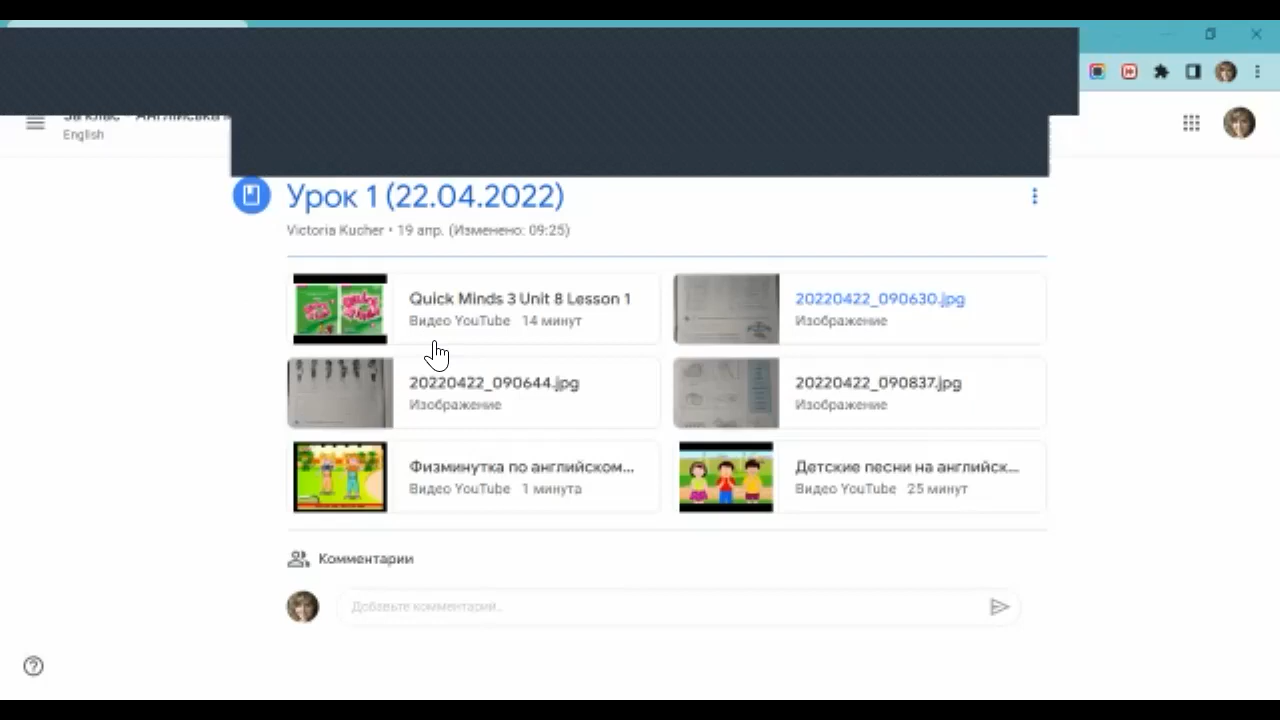 English
Урок 1 (22.04.2022)
Victoria Kucher • 19 апр. (Изменено: 09:25)
Quick Minds 3 Unit 8 Lesson 1
Видео YouTube 14 минут
20220422_090630.jpg
Изображение
20220422_090644.jpg
Изображение
20220422_090837.jpg
Изображение
Физминутка по английском...
Видео YouTube 1 минута
Детские песни на английск...
Видео YouTube 25 минут
Комментарии
Добавьте комментарий...